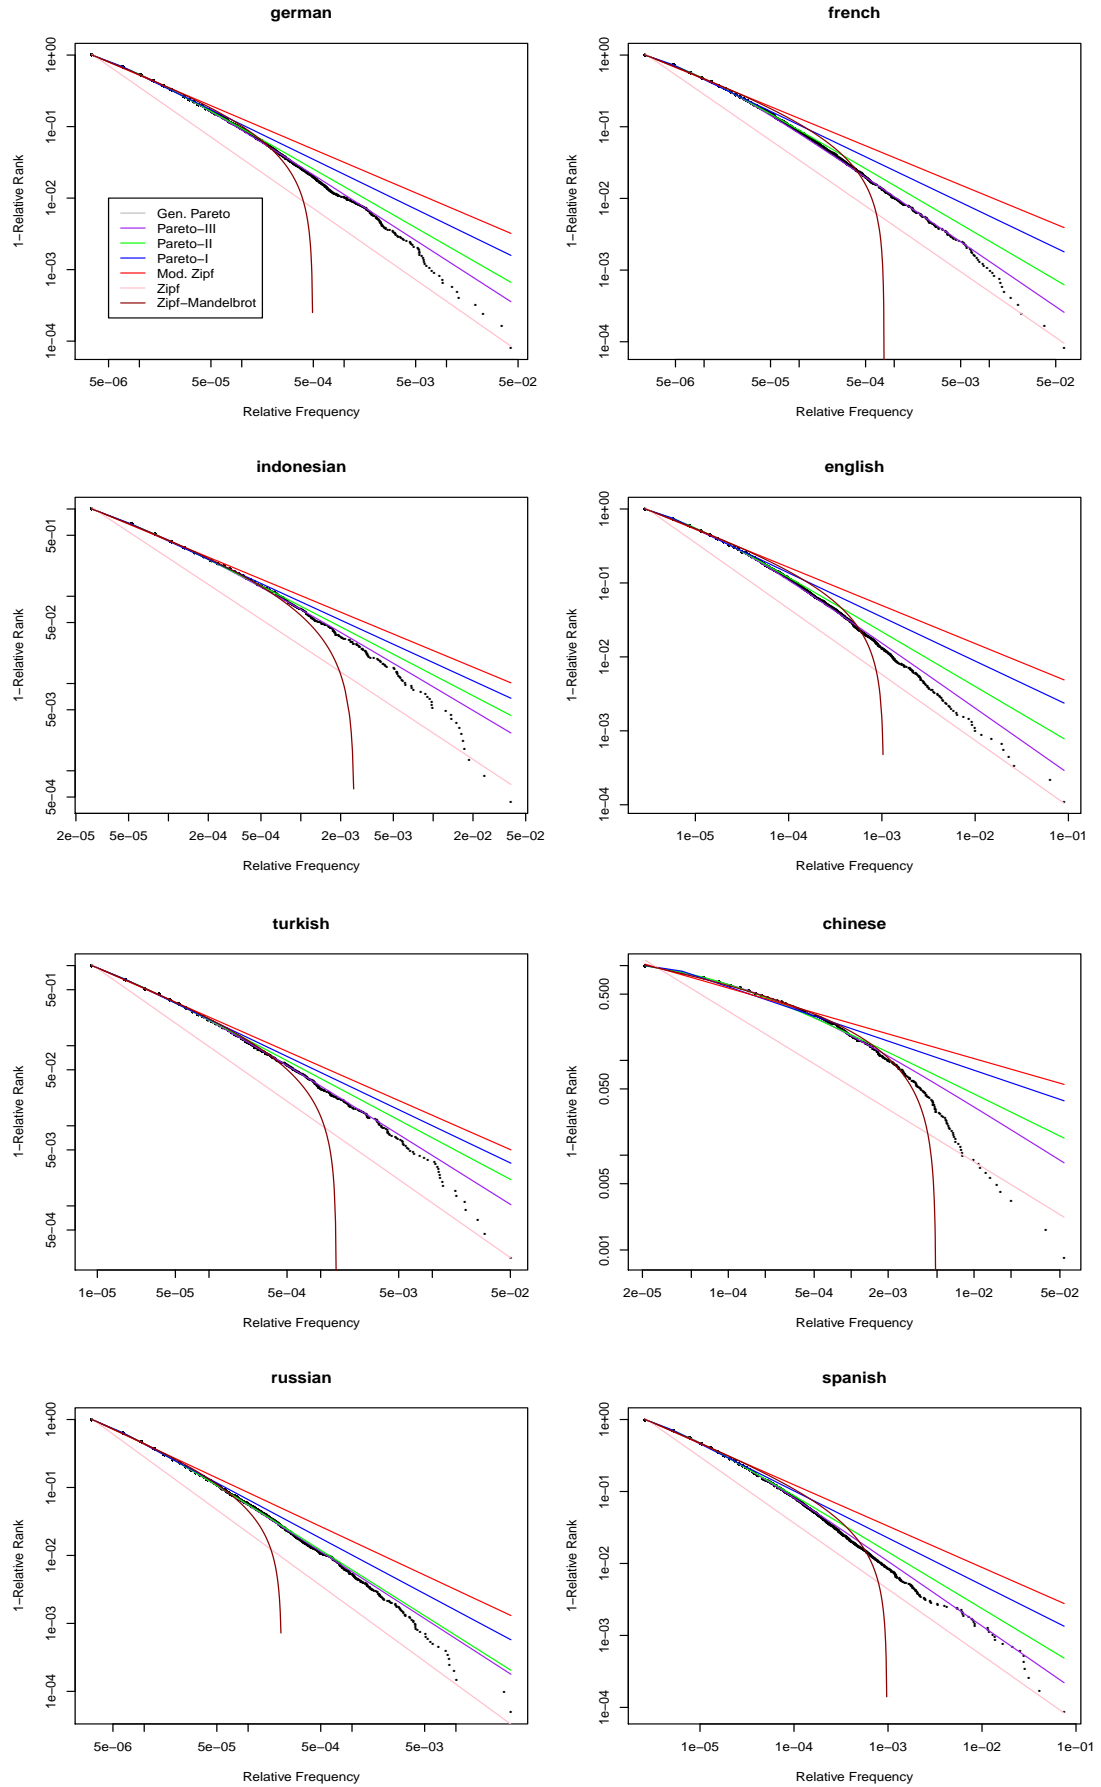 german
1e+00
1e−01
1e−02
1e−03
1e−04
1−Relative Rank
Gen. Pareto
Pareto−III
Pareto−II
Pareto−I
Mod. Zipf
Zipf
Zipf−Mandelbrot
5e−06 5e−05 5e−04 5e−03 5e−02
Relative Frequency
french
1e+00
1e−01
1e−02
1e−03
1e−04
1−Relative Rank
5e−06 5e−05 5e−04 5e−03 5e−02
Relative Frequency
indonesian
5e−01
5e−02
5e−03
5e−04
1−Relative Rank
2e−05 5e−05 2e−04 5e−04 2e−03 5e−03 2e−02 5e−02
Relative Frequency
english
1e+00
1e−01
1e−02
1e−03
1e−04
1−Relative Rank
1e−05 1e−04 1e−03 1e−02 1e−01
Relative Frequency
turkish
5e−01
5e−02
5e−03
5e−04
1−Relative Rank
1e−05 5e−05 5e−04 5e−03 5e−02
Relative Frequency
chinese
0.500
0.050
0.005
0.001
1−Relative Rank
2e−05 1e−04 5e−04 2e−03 1e−02 5e−02
Relative Frequency
russian
1e+00
1e−01
1e−02
1e−03
1e−04
1−Relative Rank
5e−06 5e−05 5e−04 5e−03
Relative Frequency
spanish
1e+00
1e−01
1e−02
1e−03
1e−04
1−Relative Rank
1e−05 1e−04 1e−03 1e−02 1e−01
Relative Frequency